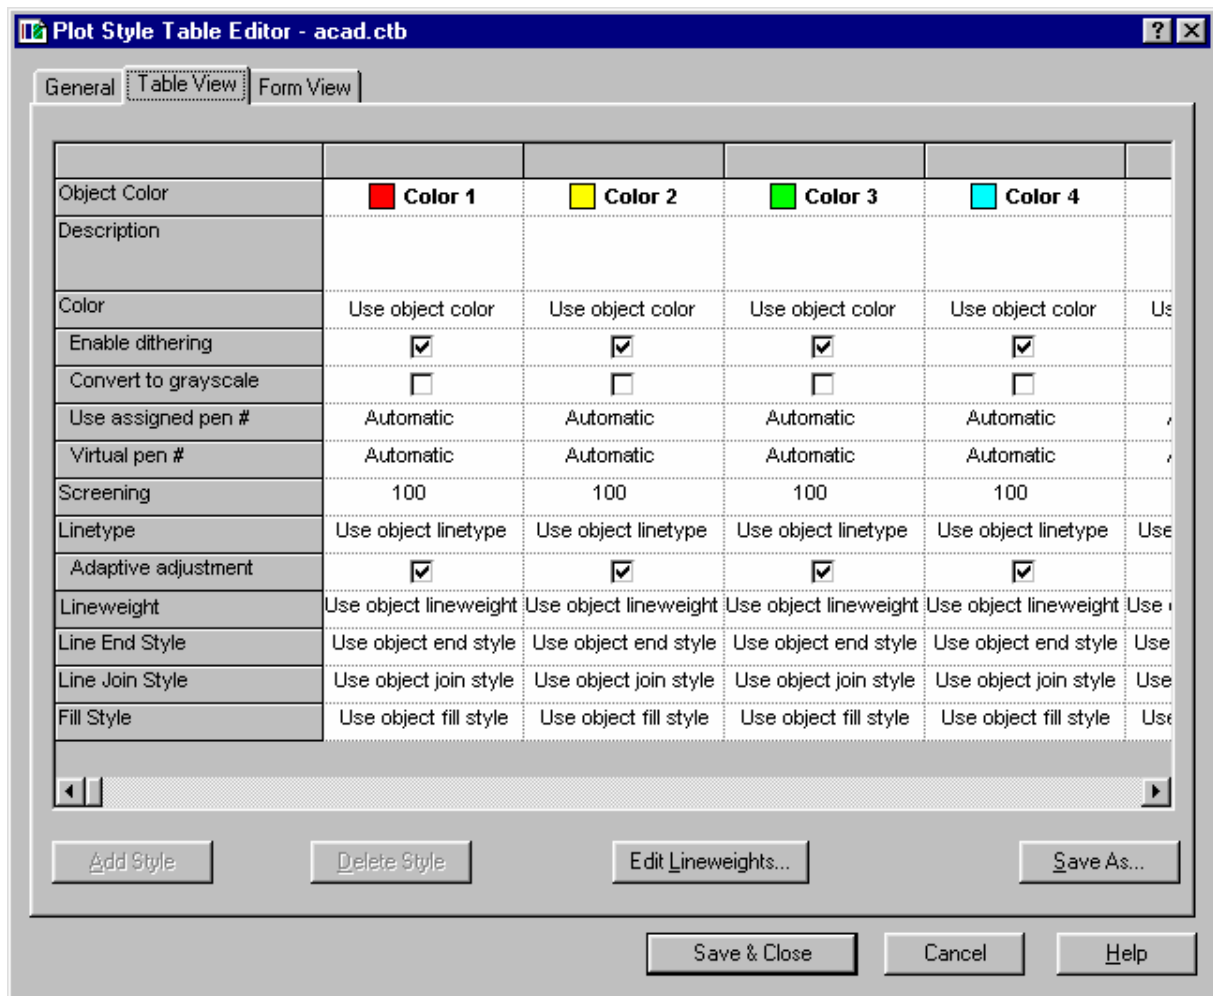 Plot Style Table Editor - acad.ctb
General Table View Form View
Object Color Color 1 Color 2 Color 3 Color 4
Description
Color Use object color Use object color Use object color Use object color Us
Enable dithering
Convert to grayscale
Use assigned pen # Automatic Automatic Automatic Automatic
Virtual pen # Automatic Automatic Automatic Automatic
Screening 100 100 100 100
Linetype Use object linetype Use object linetype Use object linetype Use object linetype Use
Adaptive adjustment
Lineweight Use object lineweight Use object lineweight Use object lineweight Use object lineweight Use
Line End Style Use object end style Use object end style Use object end style Use object end style Use
Line Join Style Use object join style Use object join style Use object join style Use object join style Use
Fill Style Use object fill style Use object fill style Use object fill style Use object fill style Use
Add Style Delete Style Edit Lineweights... Save As...
Save & Close Cancel Help